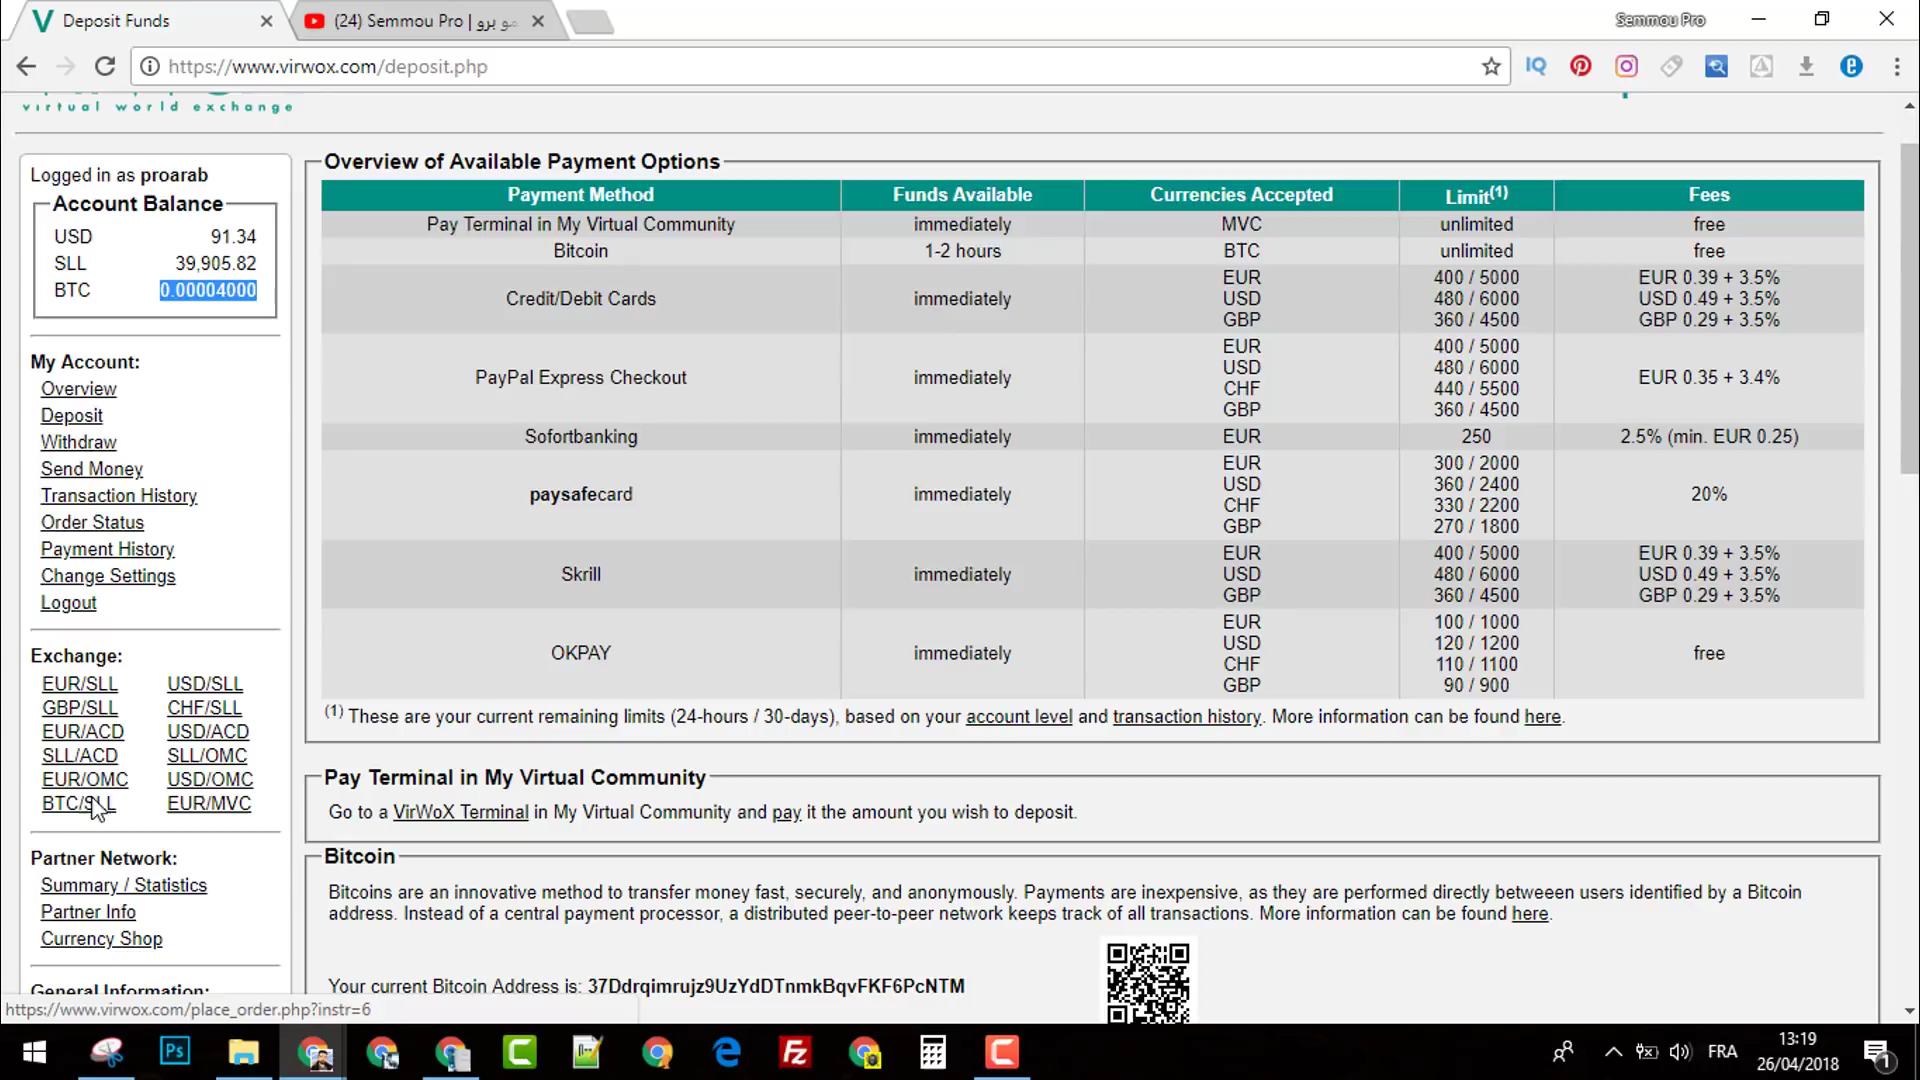 Deposit Funds
(24) Semmou Pro | مو برو
Semmou Pro
https://www.virwox.com/deposit.php
virtual world exchange
Logged in as proarab
Account Balance
USD 91.34
SLL 39,905.82
BTC 0.00004000
My Account:
Overview
Deposit
Withdraw
Send Money
Transaction History
Order Status
Payment History
Change Settings
Logout
Exchange:
EUR/SLL USD/SLL
GBP/SLL CHF/SLL
EUR/ACD USD/ACD
SLL/ACD SLL/OMC
EUR/OMC USD/OMC
BTC/SLL EUR/MVC
Partner Network:
Summary / Statistics
Partner Info
Currency Shop
General Information:
Overview of Available Payment Options
Payment Method Funds Available Currencies Accepted Limit(1) Fees
Pay Terminal in My Virtual Community immediately MVC unlimited free
Bitcoin 1-2 hours BTC unlimited free
Credit/Debit Cards immediately
EUR 400 / 5000 EUR 0.39 + 3.5%
USD 480 / 6000 USD 0.49 + 3.5%
GBP 360 / 4500 GBP 0.29 + 3.5%
PayPal Express Checkout immediately EUR 0.35 + 3.4%
EUR 400 / 5000
USD 480 / 6000
CHF 440 / 5500
GBP 360 / 4500
Sofortbanking immediately EUR 250 2.5% (min. EUR 0.25)
paysafecard immediately 20%
EUR 300 / 2000
USD 360 / 2400
CHF 330 / 2200
GBP 270 / 1800
Skrill immediately
EUR 400 / 5000 EUR 0.39 + 3.5%
USD 480 / 6000 USD 0.49 + 3.5%
GBP 360 / 4500 GBP 0.29 + 3.5%
OKPAY immediately free
EUR 100 / 1000
USD 120 / 1200
CHF 110 / 1100
GBP 90 / 900
(1) These are your current remaining limits (24-hours / 30-days), based on your account level and transaction history. More information can be found here.
Pay Terminal in My Virtual Community
Go to a VirWoX Terminal in My Virtual Community and pay it the amount you wish to deposit.
Bitcoin
Bitcoins are an innovative method to transfer money fast, securely, and anonymously. Payments are inexpensive, as they are performed directly betweeen users identified by a Bitcoin
address. Instead of a central payment processor, a distributed peer-to-peer network keeps track of all transactions. More information can be found here.
Your current Bitcoin Address is: 37Ddrqimrujz9UzYdDTnmkBqvFKF6PcNTM
https://www.virwox.com/place_order.php?instr=6
FRA
13:19
26/04/2018
1